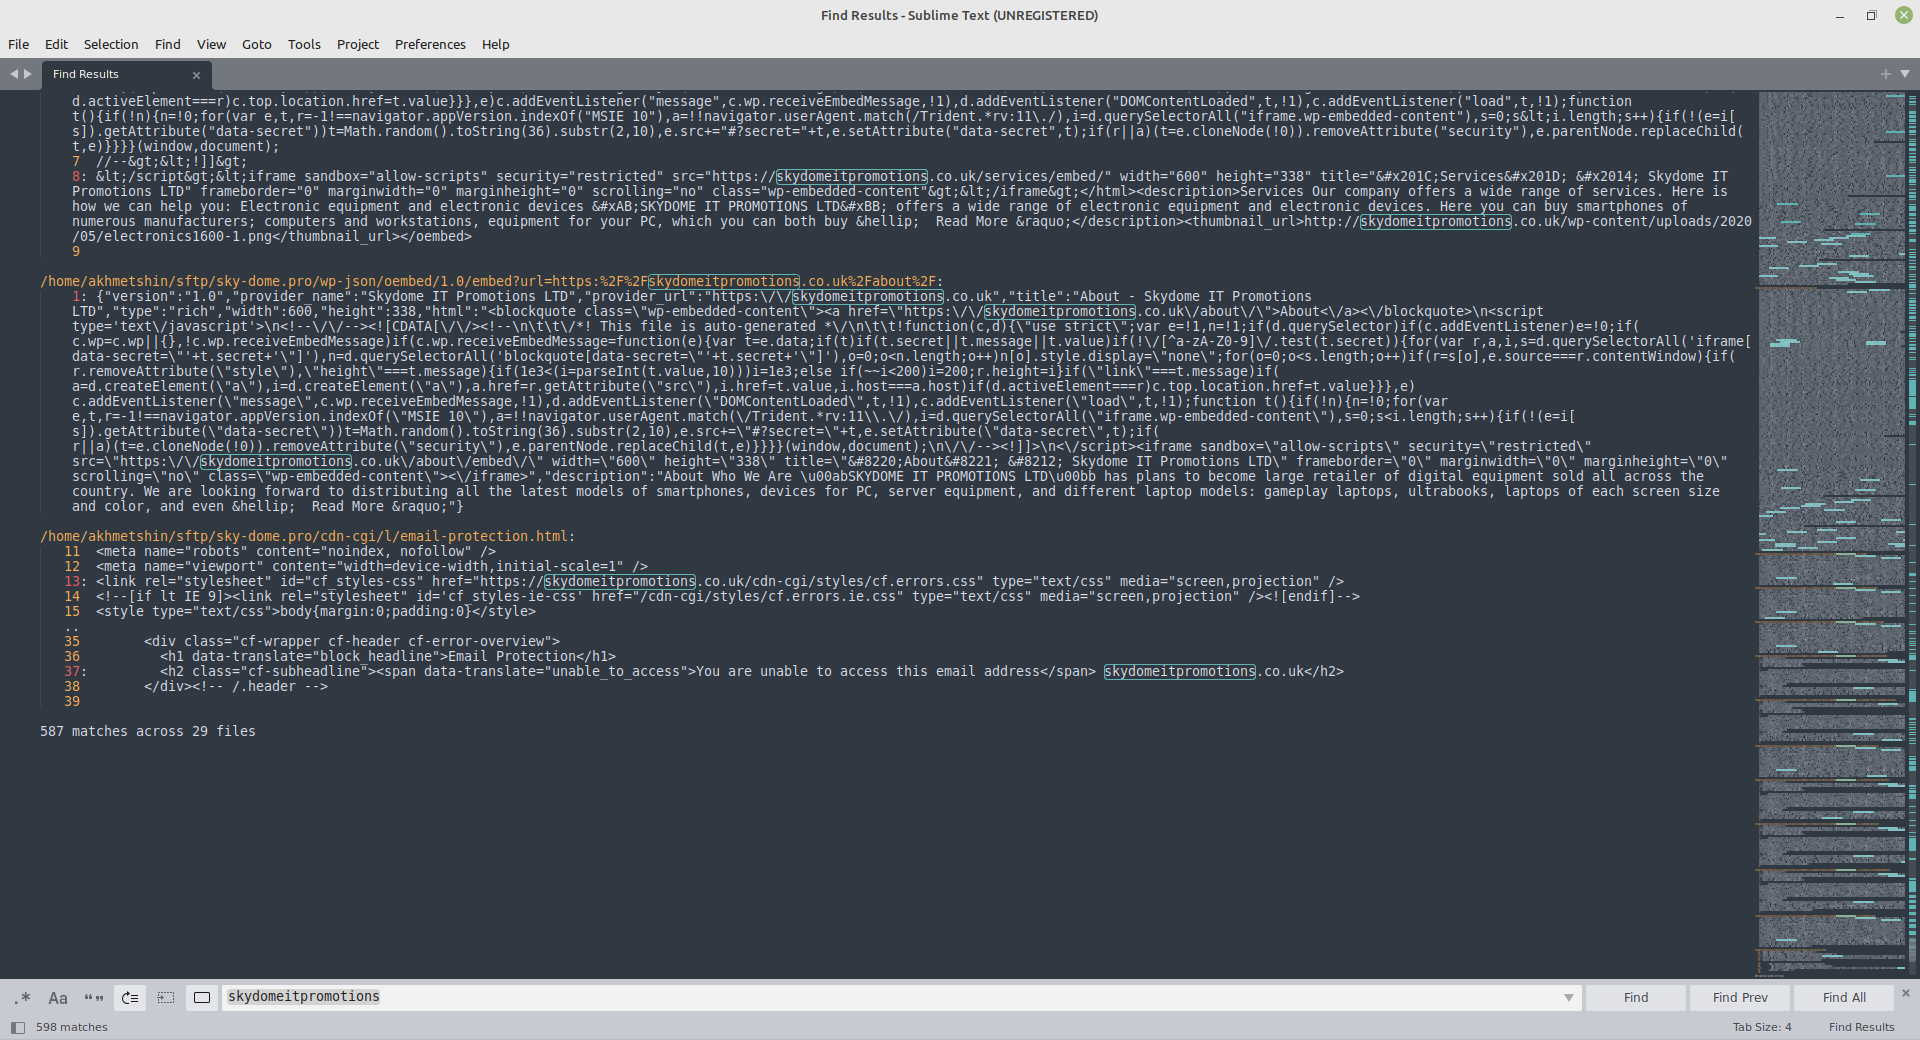 Find Results - Sublime Text (UNREGISTERED)
File Edit Selection Find View Goto Tools Project Preferences Help
Find Results
d.activeElement===r)c.top.location.href=t.value}}},e)c.addEventListener("message",c.wp.receiveEmbedMessage,!1),d.addEventListener("DOMContentLoaded",t,!1),c.addEventListener("load",t,!1);function
t(){if(!n){n=!0;for(var e,t,r=-1!==navigator.appVersion.indexOf("MSIE 10"),a=!!navigator.userAgent.match(/Trident.*rv:11\./),i=d.querySelectorAll("iframe.wp-embedded-content"),s=0;s&lt;i.length;s++){if(!(e=i[
s]).getAttribute("data-secret"))t=Math.random().toString(36).substr(2,10),e.src+="#?secret="+t,e.setAttribute("data-secret",t);if(r||a)(t=e.cloneNode(!0)).removeAttribute("security"),e.parentNode.replaceChild(
t,e)}}}}(window,document);
7 //--&gt;&lt;!]]&gt;
8: &lt;/script&gt;&lt;iframe sandbox="allow-scripts" security="restricted" src="https://skydomeitpromotions.co.uk/services/embed/" width="600" height="338" title="&#x201C;Services&#x201D; &#x2014; Skydome IT
Promotions LTD" frameborder="0" marginwidth="0" marginheight="0" scrolling="no" class="wp-embedded-content"&gt;&lt;/iframe&gt;</html><description>Services Our company offers a wide range of services. Here is
how we can help you: Electronic equipment and electronic devices &#xAB;SKYDOME IT PROMOTIONS LTD&#xBB; offers a wide range of electronic equipment and electronic devices. Here you can buy smartphones of
numerous manufacturers; computers and workstations, equipment for your PC, which you can both buy &hellip;  Read More &raquo;</description><thumbnail_url>http://skydomeitpromotions.co.uk/wp-content/uploads/2020
/05/electronics1600-1.png</thumbnail_url></oembed>
9
/home/akhmetshin/sftp/sky-dome.pro/wp-json/oembed/1.0/embed?url=https:%2F%2Fskydomeitpromotions.co.uk%2Fabout%2F:
1: {"version":"1.0","provider_name":"Skydome IT Promotions LTD","provider_url":"https:\/\/skydomeitpromotions.co.uk","title":"About - Skydome IT Promotions
LTD","type":"rich","width":600,"height":338,"html":"<blockquote class=\"wp-embedded-content\"><a href=\"https:\/\/skydomeitpromotions.co.uk\/about\/\">About<\/a><\/blockquote>\n<script
type='text\/javascript'>\n<!--\/\/--><![CDATA[\/\/><!--\n\t\t\/*! This file is auto-generated *\/\n\t\t!function(c,d){\"use strict\";var e=!1,n=!1;if(d.querySelector)if(c.addEventListener)e=!0;if(
c.wp=c.wp||{},!c.wp.receiveEmbedMessage)if(c.wp.receiveEmbedMessage=function(e){var t=e.data;if(t)if(t.secret||t.message||t.value)if(!\/[^a-zA-Z0-9]\/.test(t.secret)){for(var r,a,i,s=d.querySelectorAll('iframe[
data-secret=\"'+t.secret+'\"]'),n=d.querySelectorAll('blockquote[data-secret=\"'+t.secret+'\"]'),o=0;o<n.length;o++)n[o].style.display=\"none\";for(o=0;o<s.length;o++)if(r=s[o],e.source===r.contentWindow){if(
r.removeAttribute(\"style\"),\"height\"===t.message){if(1e3<(i=parseInt(t.value,10)))i=1e3;else if(~~i<200)i=200;r.height=i}if(\"link\"===t.message)if(
a=d.createElement(\"a\"),i=d.createElement(\"a\"),a.href=r.getAttribute(\"src\"),i.href=t.value,i.host===a.host)if(d.activeElement===r)c.top.location.href=t.value}}},e)
c.addEventListener(\"message\",c.wp.receiveEmbedMessage,!1),d.addEventListener(\"DOMContentLoaded\",t,!1),c.addEventListener(\"load\",t,!1);function t(){if(!n){n=!0;for(var
e,t,r=-1!==navigator.appVersion.indexOf(\"MSIE 10\"),a=!!navigator.userAgent.match(\/Trident.*rv:11\\.\/),i=d.querySelectorAll(\"iframe.wp-embedded-content\"),s=0;s<i.length;s++){if(!(e=i[
s]).getAttribute(\"data-secret\"))t=Math.random().toString(36).substr(2,10),e.src+=\"#?secret=\"+t,e.setAttribute(\"data-secret\",t);if(
r||a)(t=e.cloneNode(!0)).removeAttribute(\"security\"),e.parentNode.replaceChild(t,e)}}}}(window,document);\n\/\/--><!]]>\n<\/script><iframe sandbox=\"allow-scripts\" security=\"restricted\"
src=\"https:\/\/skydomeitpromotions.co.uk\/about\/embed\/\" width=\"600\" height=\"338\" title=\"&#8220;About&#8221; &#8212; Skydome IT Promotions LTD\" frameborder=\"0\" marginwidth=\"0\" marginheight=\"0\"
scrolling=\"no\" class=\"wp-embedded-content\"><\/iframe>","description":"About Who We Are \u00abSKYDOME IT PROMOTIONS LTD\u00bb has plans to become large retailer of digital equipment sold all across the
country. We are looking forward to distributing all the latest models of smartphones, devices for PC, server equipment, and different laptop models: gameplay laptops, ultrabooks, laptops of each screen size
and color, and even &hellip;  Read More &raquo;"}
/home/akhmetshin/sftp/sky-dome.pro/cdn-cgi/l/email-protection.html:
11 <meta name="robots" content="noindex, nofollow" />
12 <meta name="viewport" content="width=device-width,initial-scale=1" />
13: <link rel="stylesheet" id="cf_styles-css" href="https://skydomeitpromotions.co.uk/cdn-cgi/styles/cf.errors.css" type="text/css" media="screen,projection" />
14 <!--[if lt IE 9]><link rel="stylesheet" id='cf_styles-ie-css' href="/cdn-cgi/styles/cf.errors.ie.css" type="text/css" media="screen,projection" /><![endif]-->
15 <style type="text/css">body{margin:0;padding:0}</style>
..
35 <div class="cf-wrapper cf-header cf-error-overview">
36 <h1 data-translate="block_headline">Email Protection</h1>
37: <h2 class="cf-subheadline"><span data-translate="unable_to_access">You are unable to access this email address</span> skydomeitpromotions.co.uk</h2>
38 </div><!-- /.header -->
39
587 matches across 29 files
.* Aa “” skydomeitpromotions Find Find Prev Find All
598 matches Tab Size: 4 Find Results